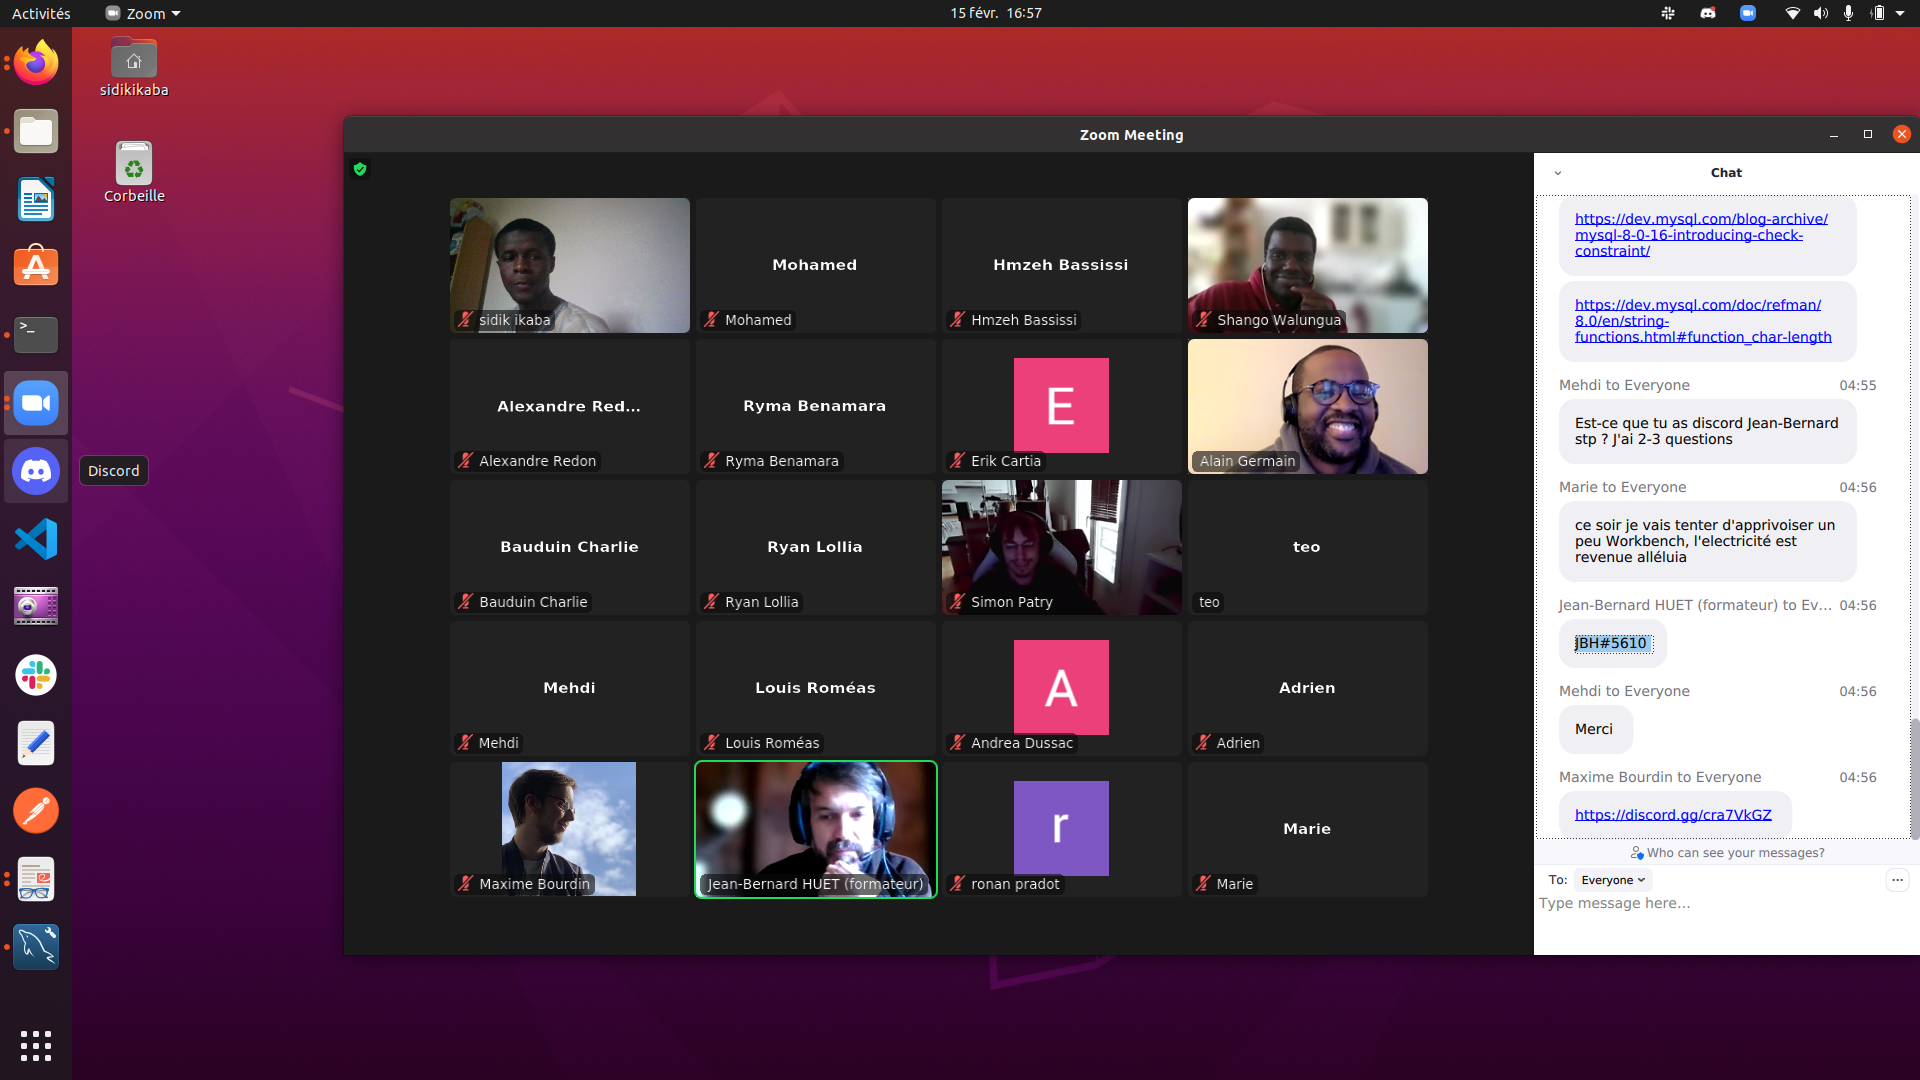 Activités
Zoom
15 févr. 16:57
sidikikaba
Corbeille
Discord
Zoom Meeting
Mohamed
Hmzeh Bassissi
sidik ikaba
Mohamed
Hmzeh Bassissi
Shango Walungua
Alexandre Red...
Ryma Benamara
E
Alexandre Redon
Ryma Benamara
Erik Cartia
Alain Germain
Bauduin Charlie
Ryan Lollia
teo
Bauduin Charlie
Ryan Lollia
Simon Patry
teo
Mehdi
Louis Roméas
A
Adrien
Mehdi
Louis Roméas
Andrea Dussac
Adrien
r
Marie
Maxime Bourdin
Jean-Bernard HUET (formateur)
ronan pradot
Marie
Chat
https://dev.mysql.com/blog-archive/
mysql-8-0-16-introducing-check-
constraint/
https://dev.mysql.com/doc/refman/
8.0/en/string-
functions.html#function_char-length
Mehdi to Everyone 04:55
Est-ce que tu as discord Jean-Bernard
stp ? J'ai 2-3 questions
Marie to Everyone 04:56
ce soir je vais tenter d'apprivoiser un
peu Workbench, l'electricité est
revenue alléluia
Jean-Bernard HUET (formateur) to Ev... 04:56
JBH#5610
Mehdi to Everyone 04:56
Merci
Maxime Bourdin to Everyone 04:56
https://discord.gg/cra7VkGZ
Who can see your messages?
To: Everyone
Type message here...